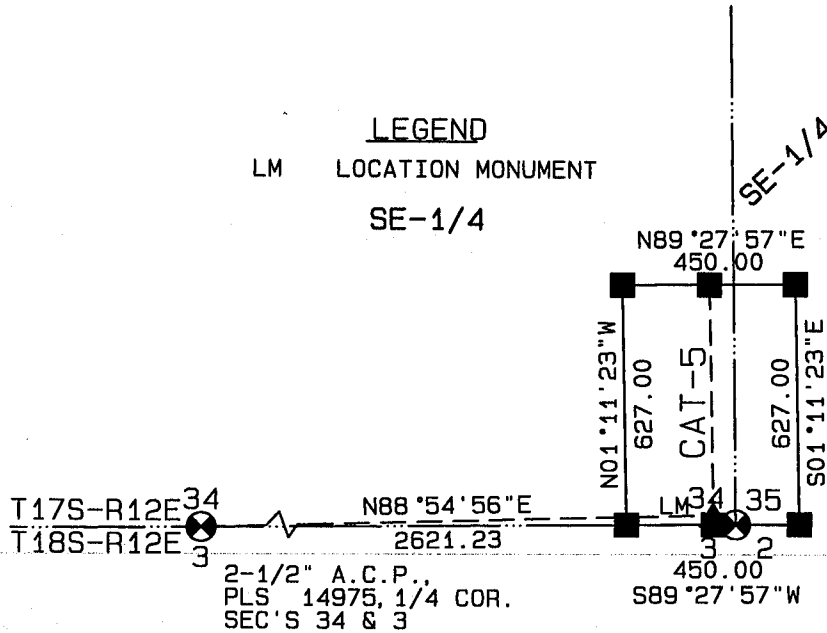 LEGEND
LM LOCATION MONUMENT
SE-1/4
SE-1/4
N89°27'57"E
450.00
N01°11'23"W
627.00
CAT-5
627.00
S01°11'23"E
T17S-R12E 34
T18S-R12E 3
N88°54'56"E
2621.23
LM 34 35
3 2
450.00
S89°27'57"W
2-1/2" A.C.P.,
PLS 14975, 1/4 COR.
SEC'S 34 & 3